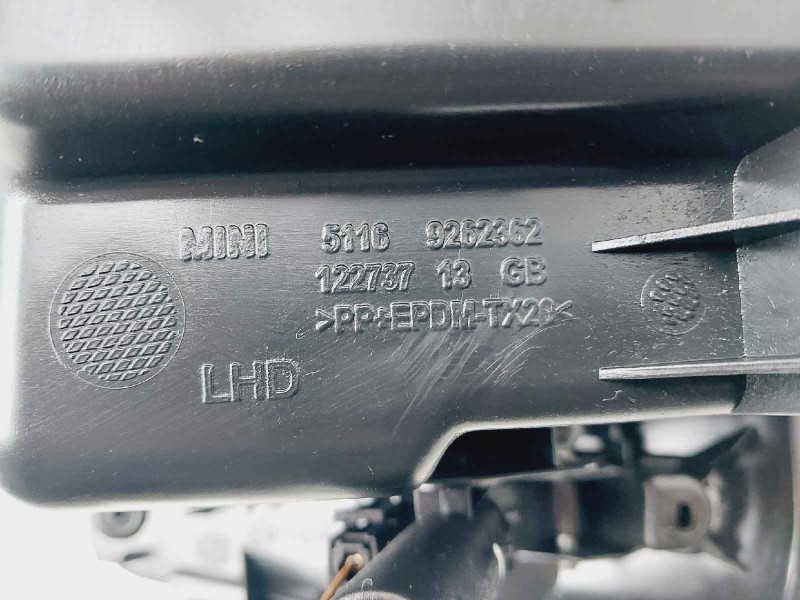 MINI 5116 9262362
122737 13 GB
>PP+EPDM-TX20<
LHD